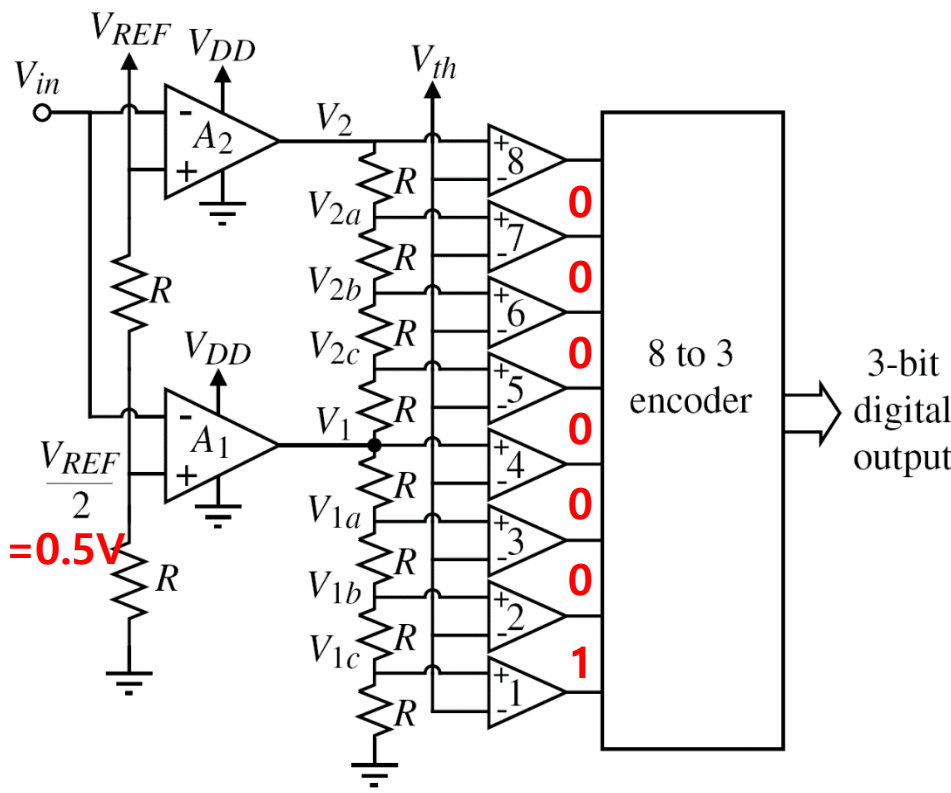 V_REF
V_DD
V_in
V_th
-
A_2
+
V_2
+
8
-
R
0
V_2a
+
7
-
R
0
V_2b
+
6
-
R
R
0
V_2c
+
5
-
V_DD
R
0
8 to 3
encoder
3-bit
digital
output
-
A_1
+
V_1
+
4
-
V_REF
2
=0.5V
R
0
V_1a
+
3
-
R
R
0
V_1b
+
2
-
R
1
V_1c
+
1
-
R